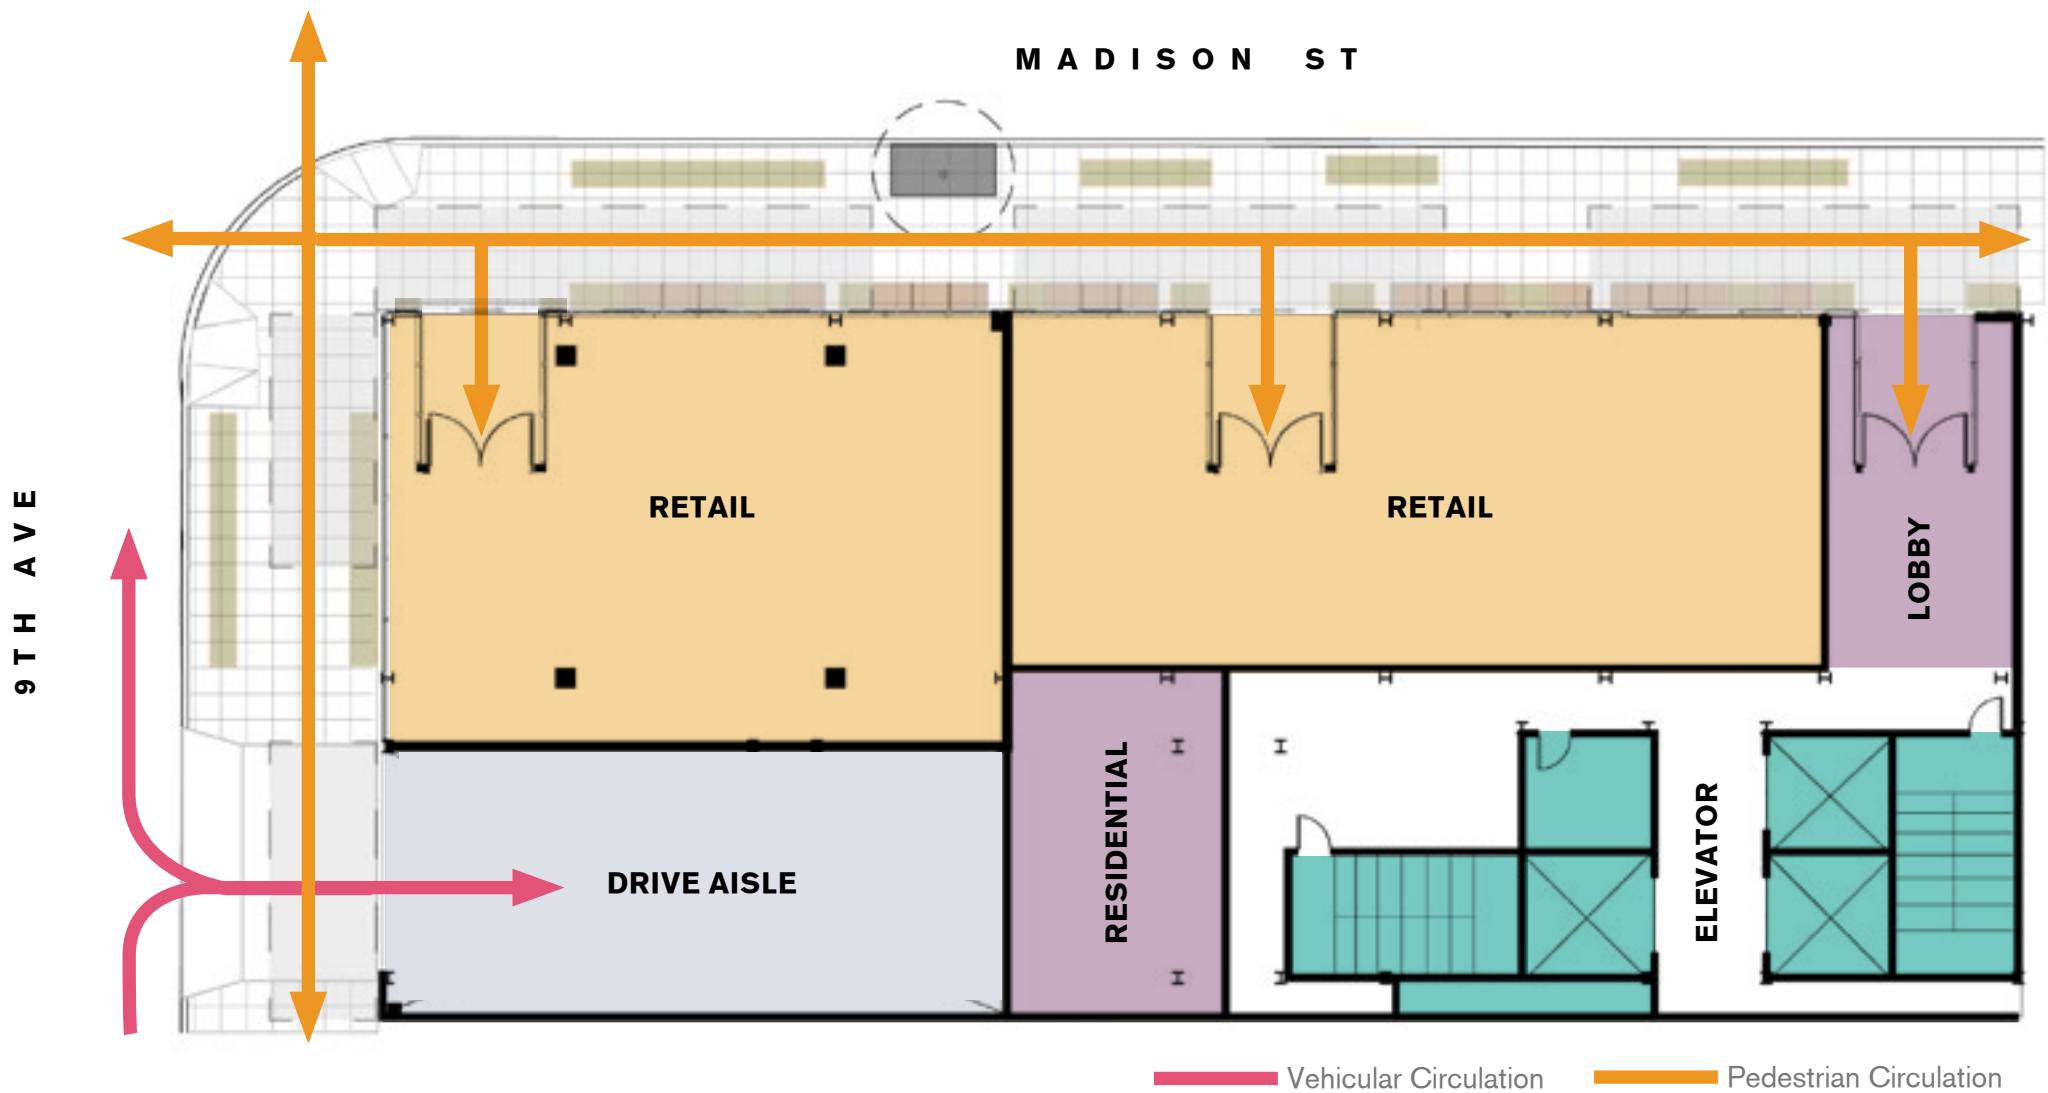 MADISON ST
9TH AVE
RETAIL
RETAIL
LOBBY
DRIVE AISLE
RESIDENTIAL
ELEVATOR
Vehicular Circulation
Pedestrian Circulation